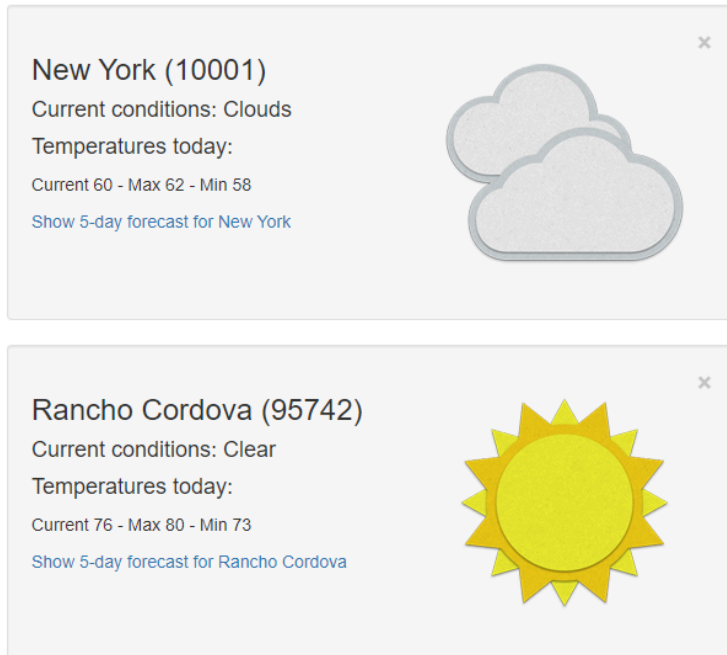 ×
New York (10001)
Current conditions: Clouds
Temperatures today:
Current 60 - Max 62 - Min 58
Show 5-day forecast for New York
×
Rancho Cordova (95742)
Current conditions: Clear
Temperatures today:
Current 76 - Max 80 - Min 73
Show 5-day forecast for Rancho Cordova